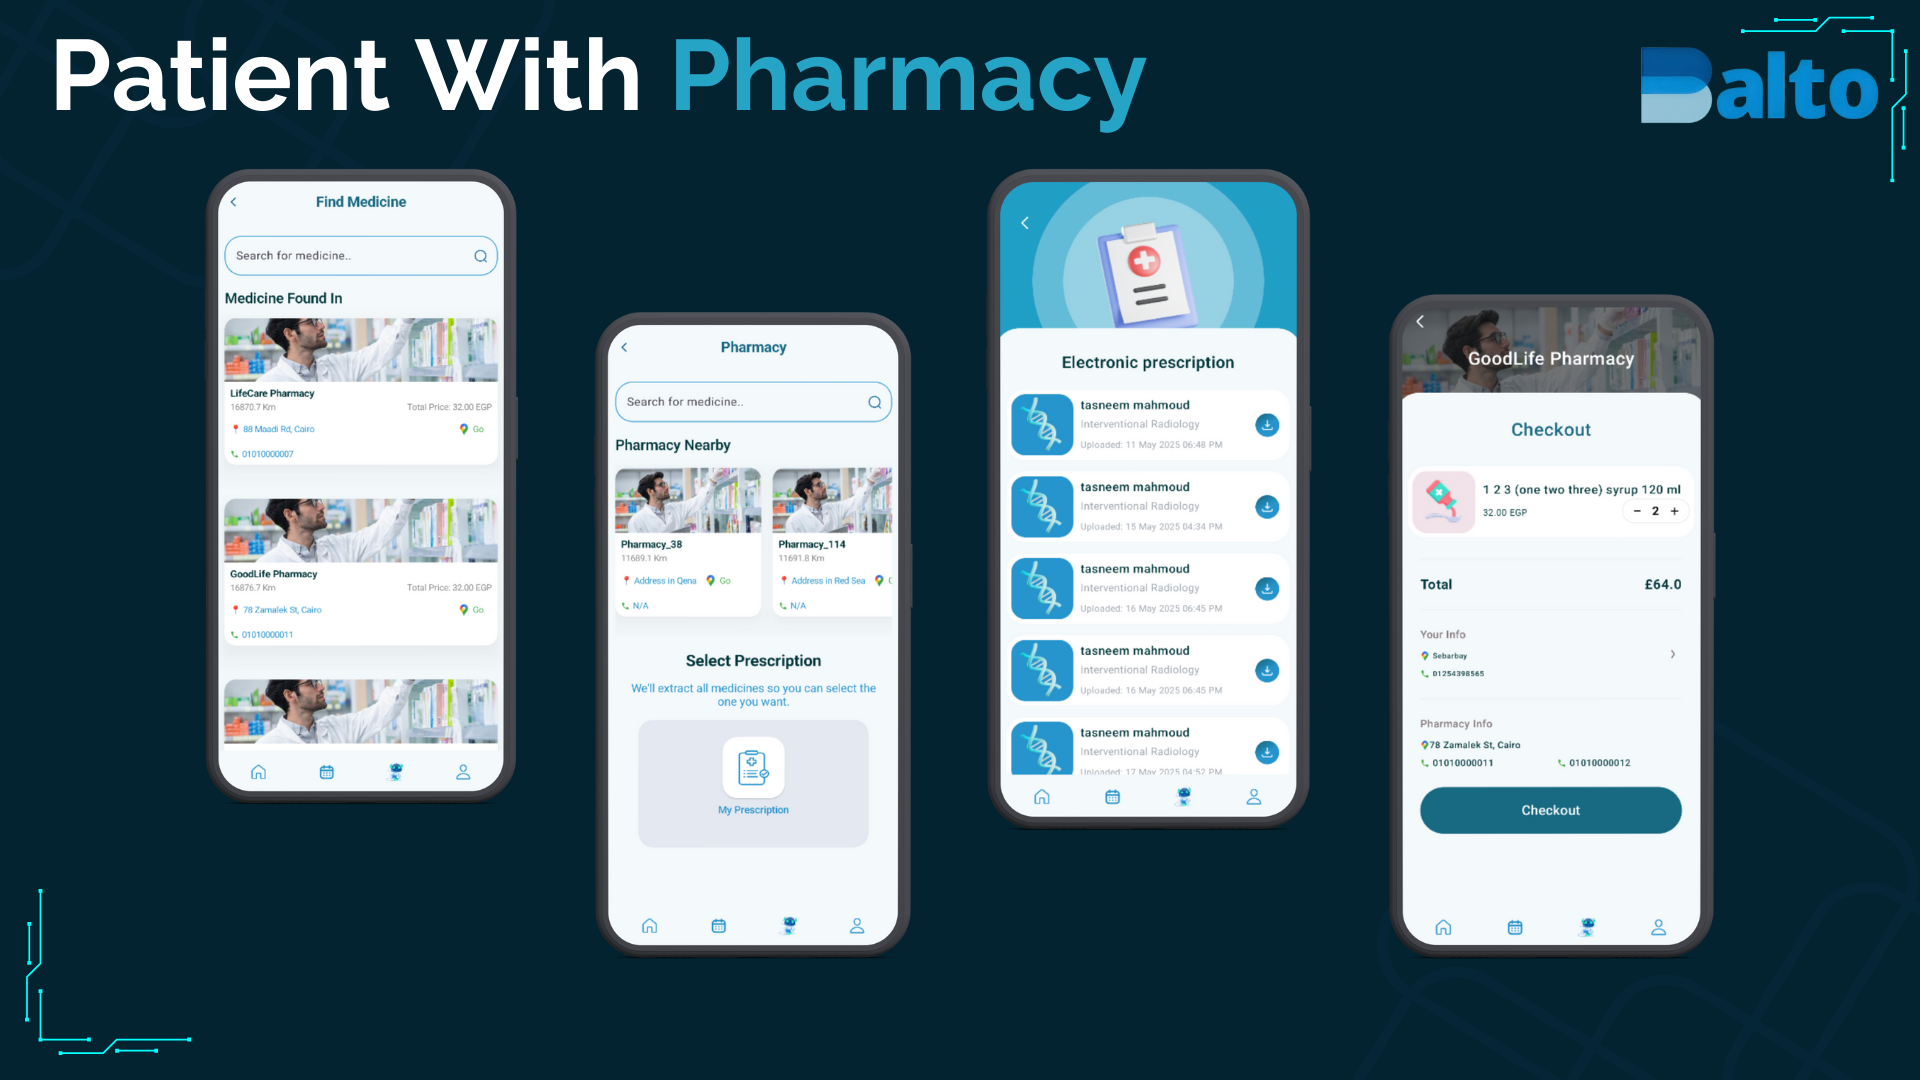 Patient With Pharmacy
Balto
Find Medicine
Search for medicine..
Medicine Found In
LifeCare Pharmacy
16870.7 Km
Total Price: 32.00 EGP
88 Maadi Rd, Cairo
Go
01010000007
GoodLife Pharmacy
16876.7 Km
Total Price: 32.00 EGP
78 Zamalek St, Cairo
Go
01010000011
Pharmacy
Search for medicine..
Pharmacy Nearby
Pharmacy_38
11689.1 Km
Address in Qena
Go
N/A
Pharmacy_114
11691.8 Km
Address in Red Sea
N/A
Select Prescription
We'll extract all medicines so you can select the
one you want.
My Prescription
Electronic prescription
tasneem mahmoud
Interventional Radiology
Uploaded: 11 May 2025 06:48 PM
tasneem mahmoud
Interventional Radiology
Uploaded: 15 May 2025 04:34 PM
tasneem mahmoud
Interventional Radiology
Uploaded: 16 May 2025 06:45 PM
tasneem mahmoud
Interventional Radiology
Uploaded: 16 May 2025 06:45 PM
tasneem mahmoud
Interventional Radiology
Uploaded: 17 May 2025 04:52 PM
GoodLife Pharmacy
Checkout
1 2 3 (one two three) syrup 120 ml
32.00 EGP
- 2 +
Total £64.0
Your Info
Sebarbay
01254398565
Pharmacy Info
78 Zamalek St, Cairo
01010000011 01010000012
Checkout